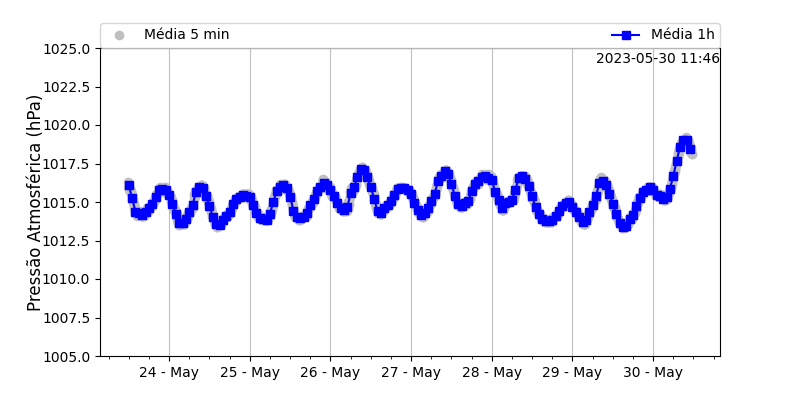 Média 5 min
Média 1h
2023-05-30 11:46
Pressão Atmosférica (hPa)
1025.0
1022.5
1020.0
1017.5
1015.0
1012.5
1010.0
1007.5
1005.0
24 - May
25 - May
26 - May
27 - May
28 - May
29 - May
30 - May